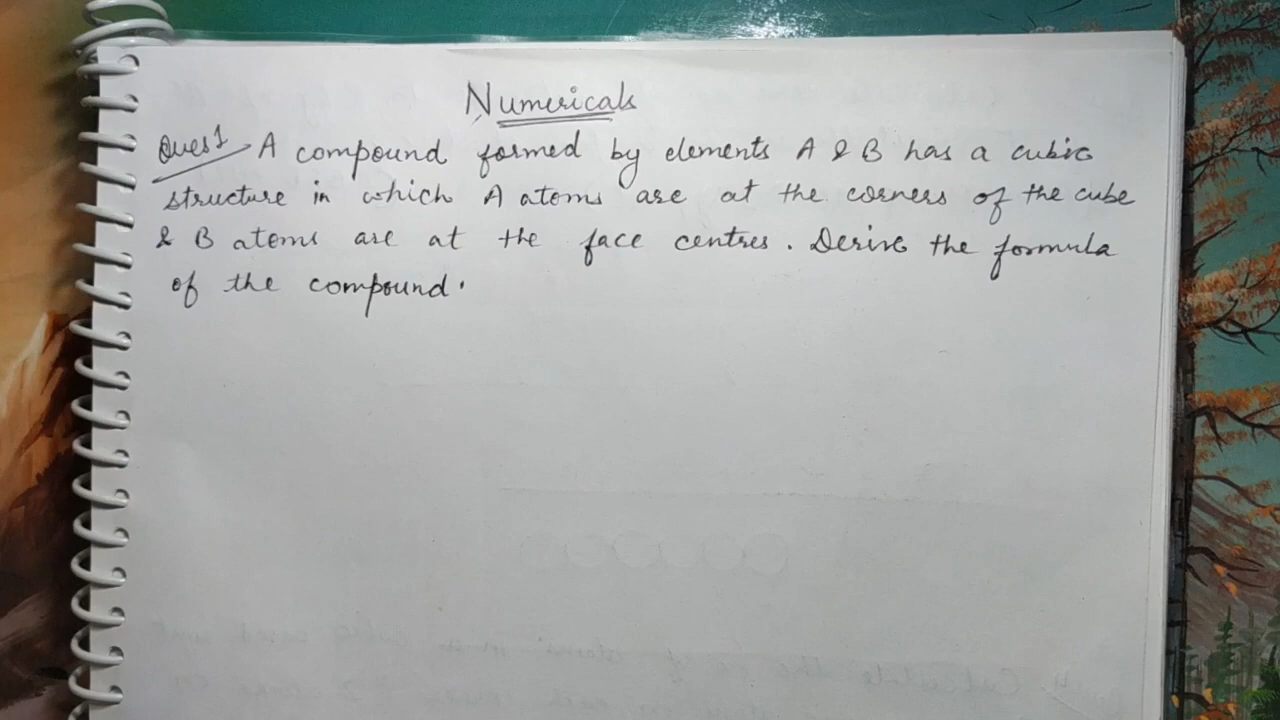 Numericals
Ques1 A compound formed by elements A & B has a cubic
structure in which A atoms are at the corners of the cube
& B atoms are at the face centres. Derive the formula
of the compound.